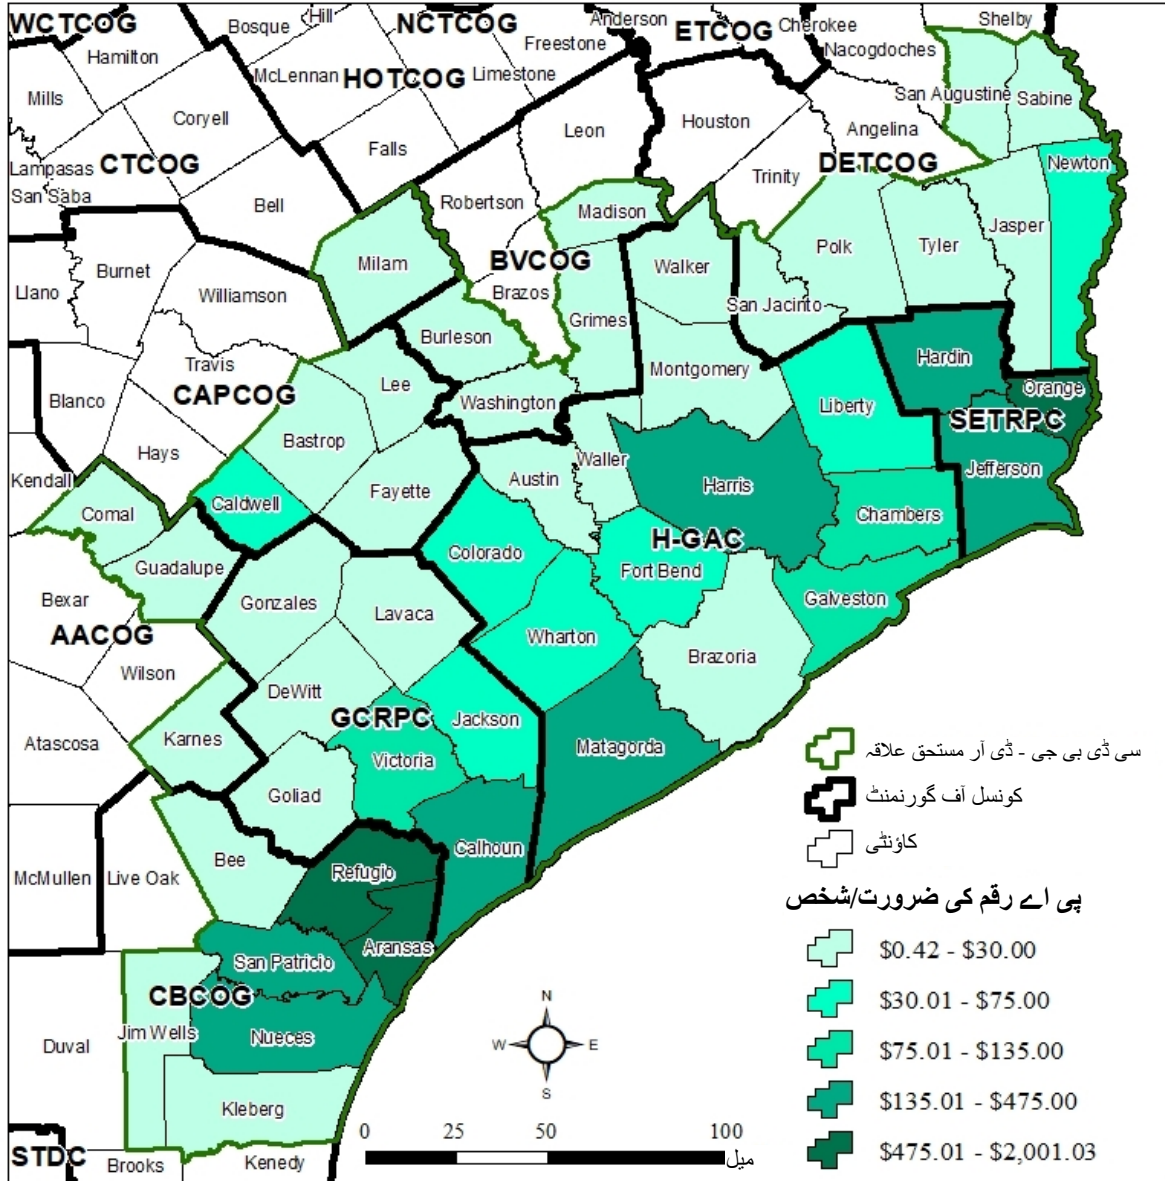 WCTCOG
Hamilton
Bosque
Hill
NCTCOG
Freestone
Anderson
ETCOG
Cherokee
Nacogdoches
Shelby
McLennan
HOTCOG
Limestone
Mills
Coryell
Leon
Houston
Angelina
San Augustine
Sabine
Lampasas
CTCOG
Falls
DETCOG
Newton
San Saba
Bell
Robertson
Madison
Trinity
Jasper
Burnet
Milam
BVCOG
Walker
Polk
Tyler
Llano
Williamson
Brazos
San Jacinto
Grimes
Burleson
Travis
Lee
Montgomery
Hardin
Orange
Blanco
CAPCOG
Washington
Liberty
SETRPC
Hays
Bastrop
Waller
Jefferson
Kendall
Comal
Caldwell
Fayette
Austin
Harris
Chambers
Guadalupe
Colorado
H-GAC
Fort Bend
Galveston
Bexar
Gonzales
Lavaca
AACOG
Wharton
Brazoria
Wilson
DeWitt
GCRPC
Jackson
Atascosa
Karnes
Victoria
Matagorda
Goliad
Calhoun
McMullen
Live Oak
Bee
Refugio
Aransas
San Patricio
CBCOG
Jim Wells
Nueces
Duval
Kleberg
STDC
Brooks
Kenedy
N
W
E
S
0
25
50
100
میل
سی ڈی بی جی - ڈی آر مستحق علاقہ
کونسل آف گورنمنٹ
کاؤنٹی
پی اے رقم کی ضرورت/شخص
$0.42 - $30.00
$30.01 - $75.00
$75.01 - $135.00
$135.01 - $475.00
$475.01 - $2,001.03